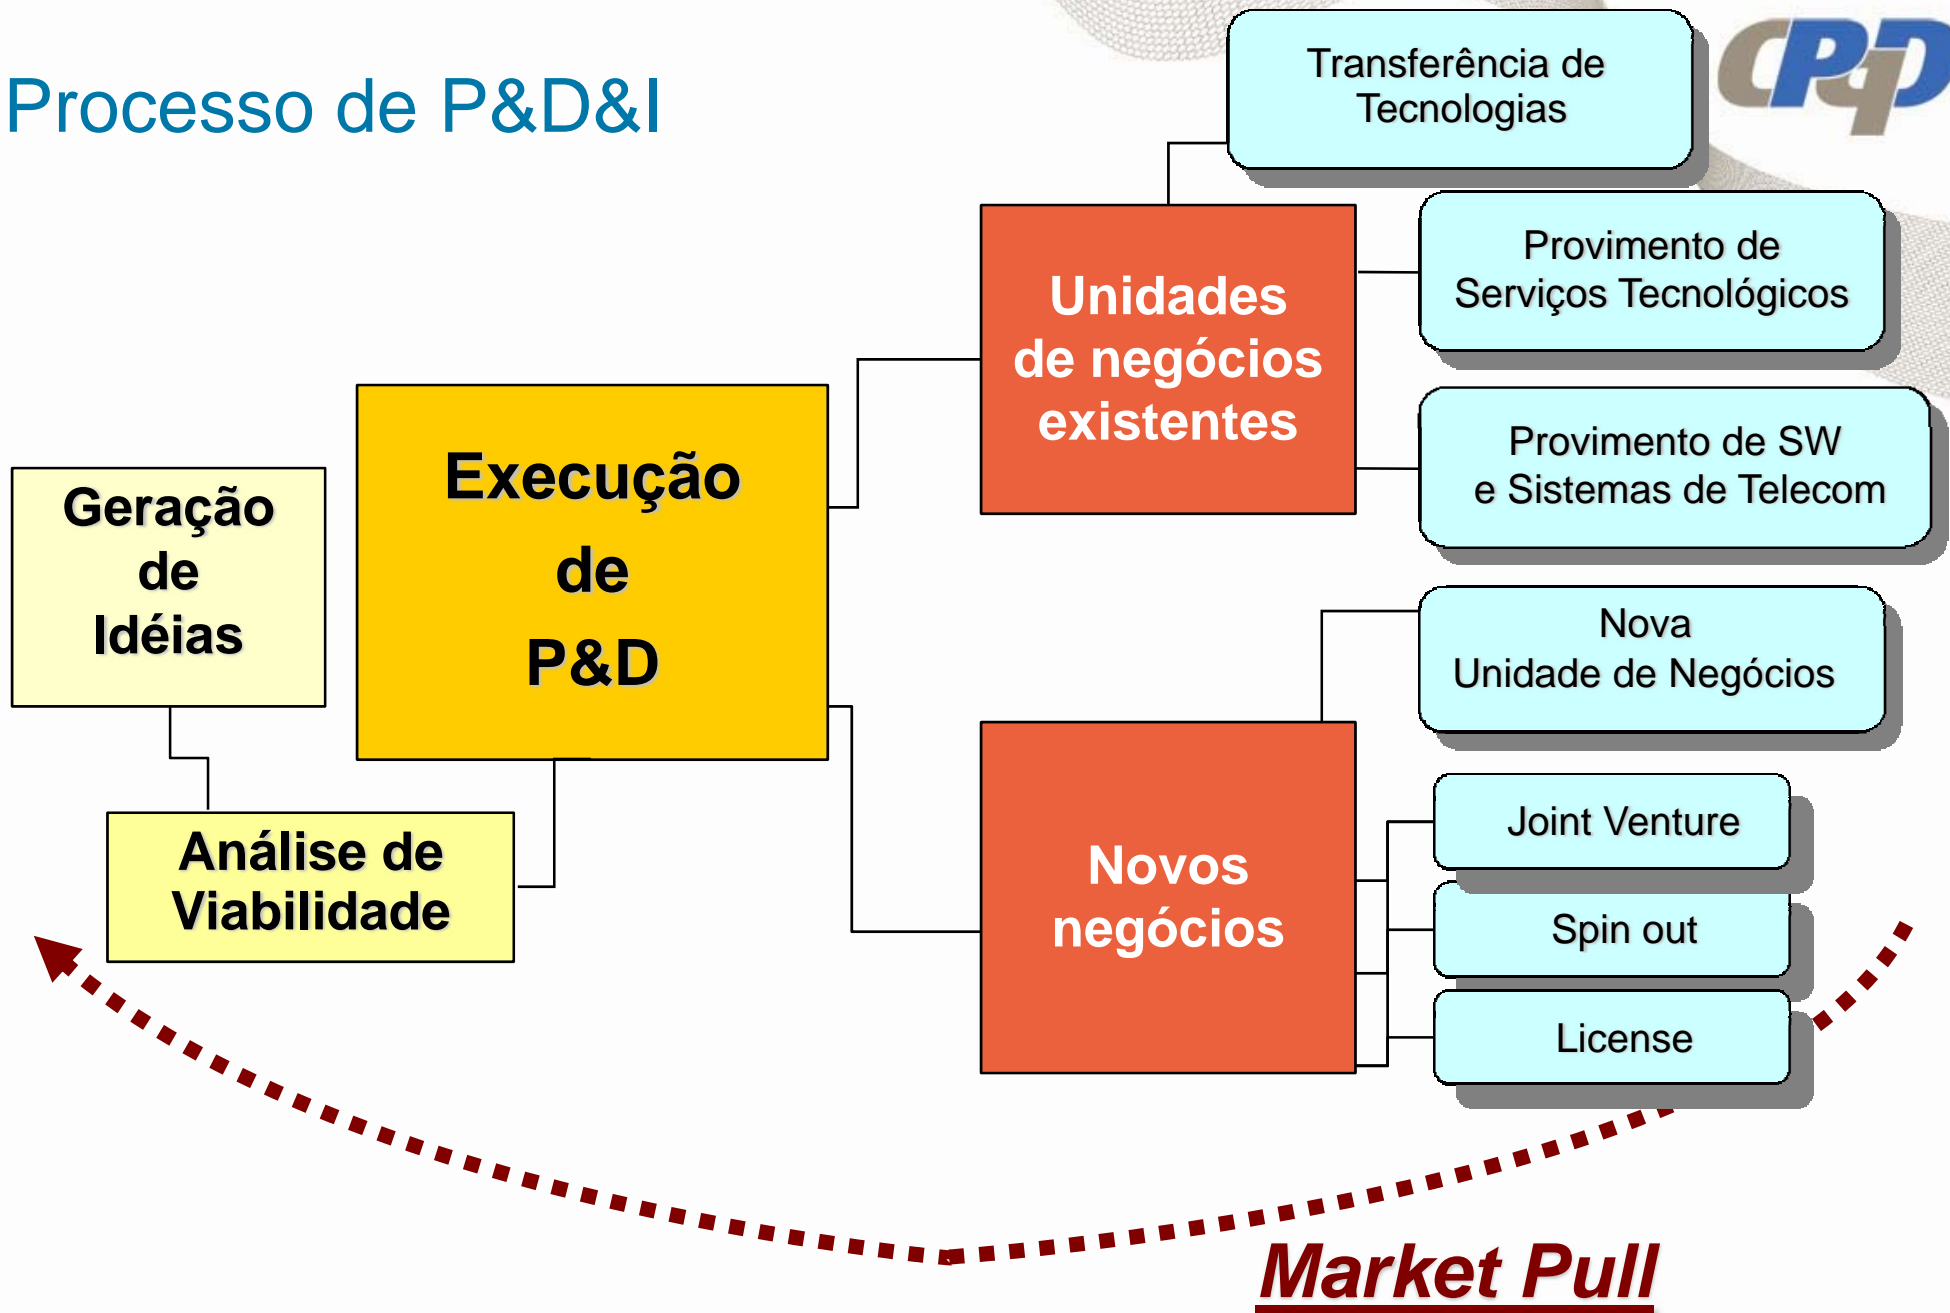 Processo de P&D&I
CPqD
Transferência de
Tecnologias
Provimento de
Serviços Tecnológicos
Unidades
de negócios
existentes
Provimento de SW
e Sistemas de Telecom
Execução
de
P&D
Geração
de
Idéias
Nova
Unidade de Negócios
Análise de
Viabilidade
Novos
negócios
Joint Venture
Spin out
License
Market Pull